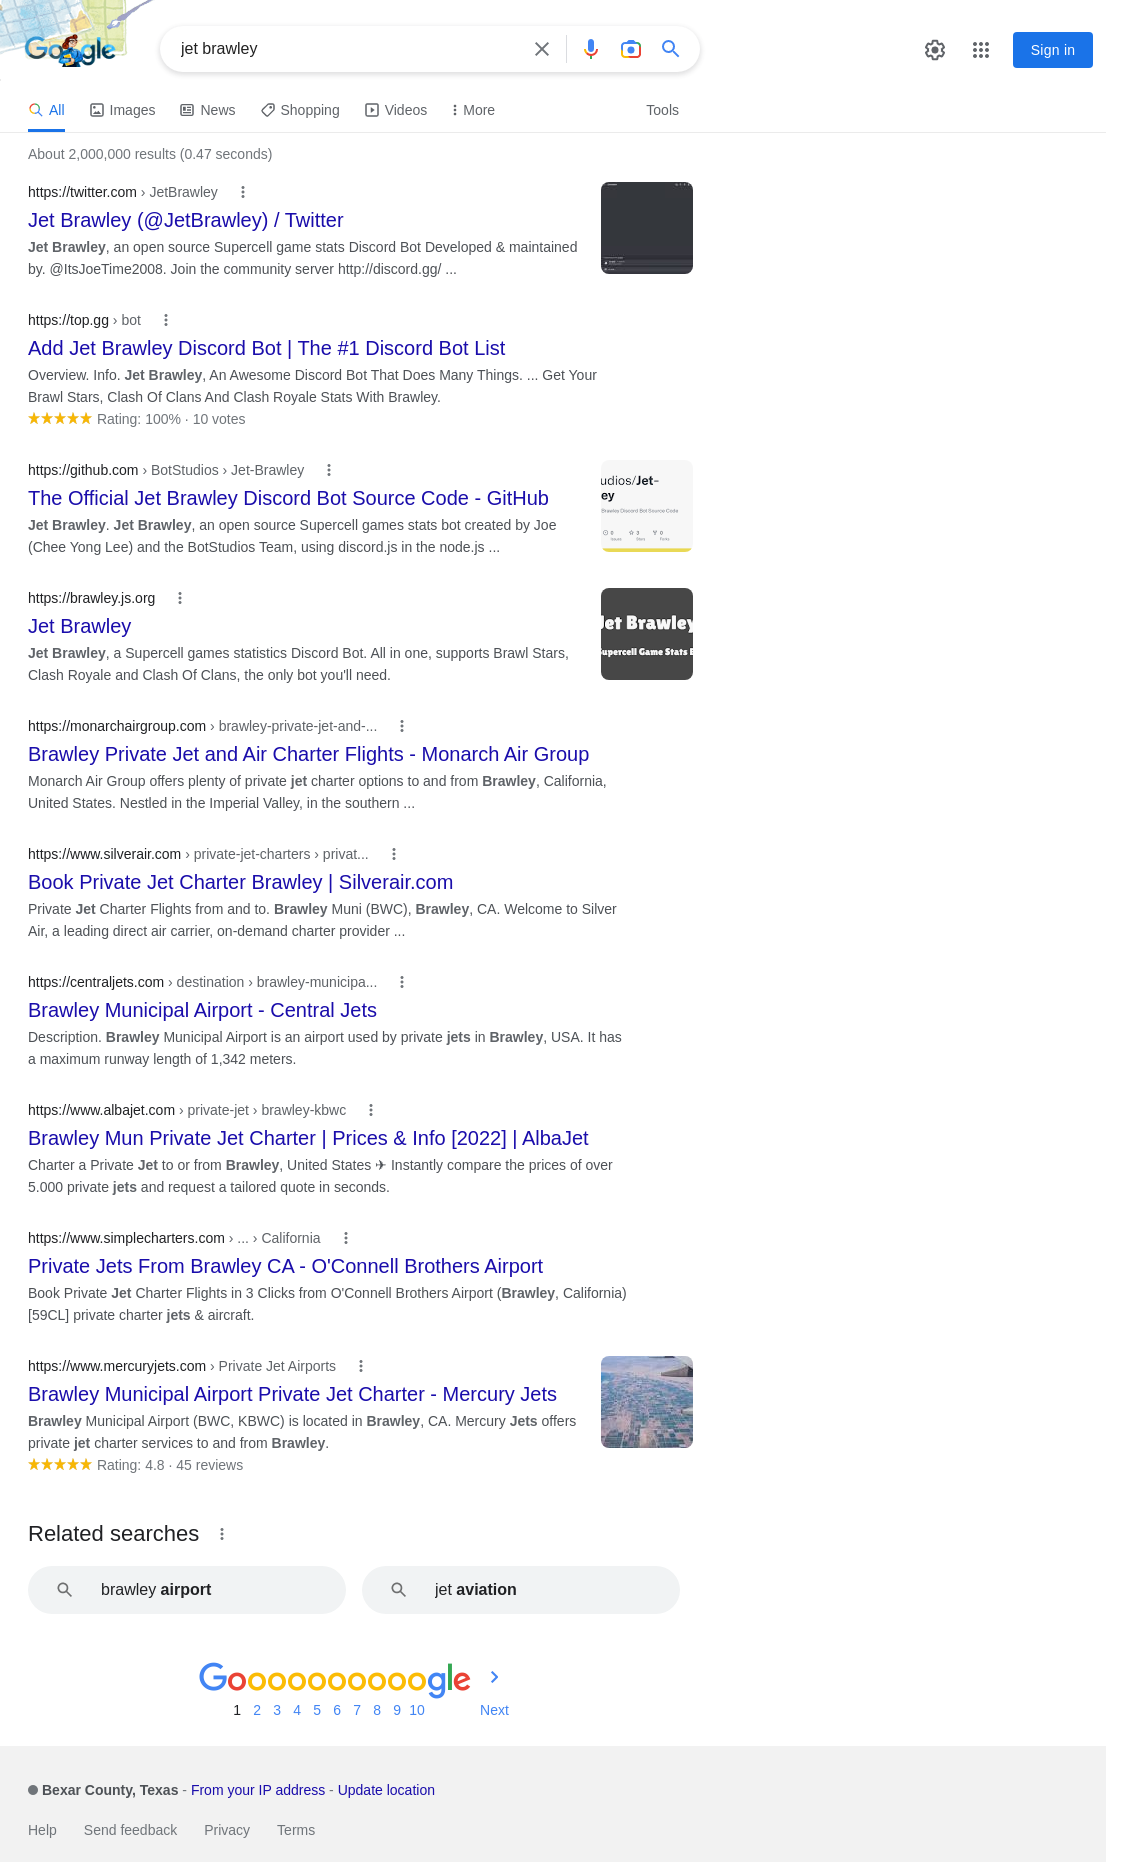 Google
jet brawley
Sign in
All
Images
News
Shopping
Videos
More
Tools
About 2,000,000 results (0.47 seconds)
https://twitter.com › JetBrawley
Jet Brawley (@JetBrawley) / Twitter
Jet Brawley, an open source Supercell game stats Discord Bot Developed & maintained
by. @ItsJoeTime2008. Join the community server http://discord.gg/ ...
https://top.gg › bot
Add Jet Brawley Discord Bot | The #1 Discord Bot List
Overview. Info. Jet Brawley, An Awesome Discord Bot That Does Many Things. ... Get Your
Brawl Stars, Clash Of Clans And Clash Royale Stats With Brawley.
Rating: 100% · 10 votes
https://github.com › BotStudios › Jet-Brawley
The Official Jet Brawley Discord Bot Source Code - GitHub
Jet Brawley. Jet Brawley, an open source Supercell games stats bot created by Joe
(Chee Yong Lee) and the BotStudios Team, using discord.js in the node.js ...
udios/Jet-
ey
Brawley Discord Bot Source Code
0 3 0
Issues Stars Forks
https://brawley.js.org
Jet Brawley
Jet Brawley, a Supercell games statistics Discord Bot. All in one, supports Brawl Stars,
Clash Royale and Clash Of Clans, the only bot you'll need.
Jet Brawley
Supercell Game Stats B
https://monarchairgroup.com › brawley-private-jet-and-...
Brawley Private Jet and Air Charter Flights - Monarch Air Group
Monarch Air Group offers plenty of private jet charter options to and from Brawley, California,
United States. Nestled in the Imperial Valley, in the southern ...
https://www.silverair.com › private-jet-charters › privat...
Book Private Jet Charter Brawley | Silverair.com
Private Jet Charter Flights from and to. Brawley Muni (BWC), Brawley, CA. Welcome to Silver
Air, a leading direct air carrier, on-demand charter provider ...
https://centraljets.com › destination › brawley-municipa...
Brawley Municipal Airport - Central Jets
Description. Brawley Municipal Airport is an airport used by private jets in Brawley, USA. It has
a maximum runway length of 1,342 meters.
https://www.albajet.com › private-jet › brawley-kbwc
Brawley Mun Private Jet Charter | Prices & Info [2022] | AlbaJet
Charter a Private Jet to or from Brawley, United States ✈ Instantly compare the prices of over
5.000 private jets and request a tailored quote in seconds.
https://www.simplecharters.com › ... › California
Private Jets From Brawley CA - O'Connell Brothers Airport
Book Private Jet Charter Flights in 3 Clicks from O'Connell Brothers Airport (Brawley, California)
[59CL] private charter jets & aircraft.
https://www.mercuryjets.com › Private Jet Airports
Brawley Municipal Airport Private Jet Charter - Mercury Jets
Brawley Municipal Airport (BWC, KBWC) is located in Brawley, CA. Mercury Jets offers
private jet charter services to and from Brawley.
Rating: 4.8 · 45 reviews
Related searches
brawley airport
jet aviation
Goooooooooogle
1 2 3 4 5 6 7 8 9 10 Next
Bexar County, Texas - From your IP address - Update location
Help Send feedback Privacy Terms